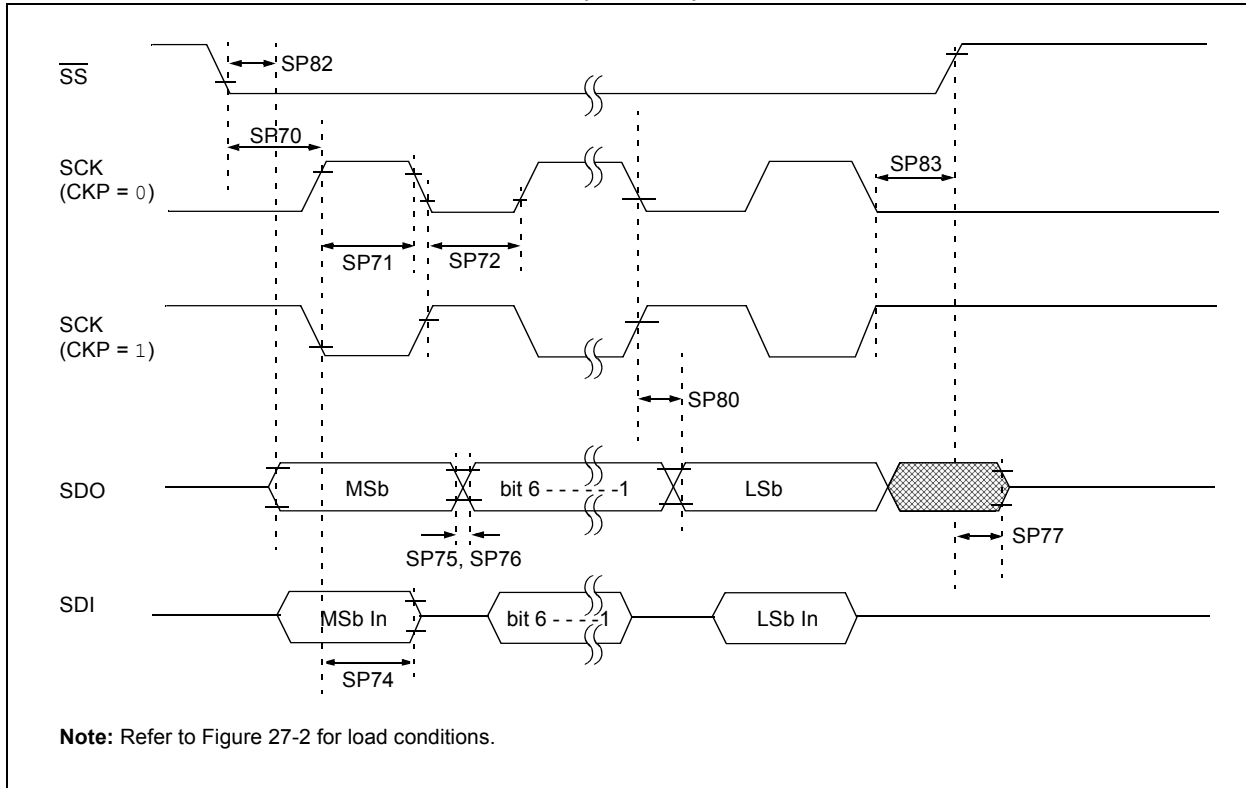 SS
SP82
SP70
SCK
(CKP = 0)
SP83
SP71
SP72
SCK
(CKP = 1)
SP80
SDO
MSb
bit 6 - - - - - -1
LSb
SP75, SP76
SP77
SDI
MSb In
bit 6 - - - -1
LSb In
SP74
Note: Refer to Figure 27-2 for load conditions.